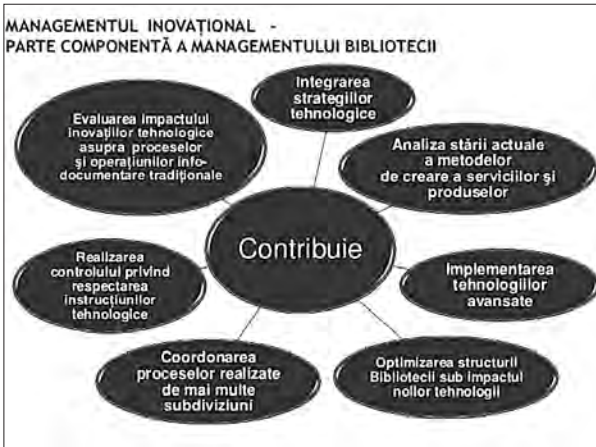 MANAGEMENTUL INOVAȚIONAL -
PARTE COMPONENTĂ A MANAGEMENTULUI BIBLIOTECII
Integrarea
strategiilor
tehnologice
Evaluarea impactului
inovațiilor tehnologice
asupra proceselor
și operațiunilor info-
documentare tradiționale
Analiza stării actuale
a metodelor
de creare a serviciilor și
produselor
Contribuie
Realizarea
controlului privind
respectarea
instrucțiunilor
tehnologice
Implementarea
tehnologiilor
avansate
Coordonarea
proceselor realizate
de mai multe
subdiviziuni
Optimizarea structurii
Bibliotecii sub impactul
noilor tehnologii